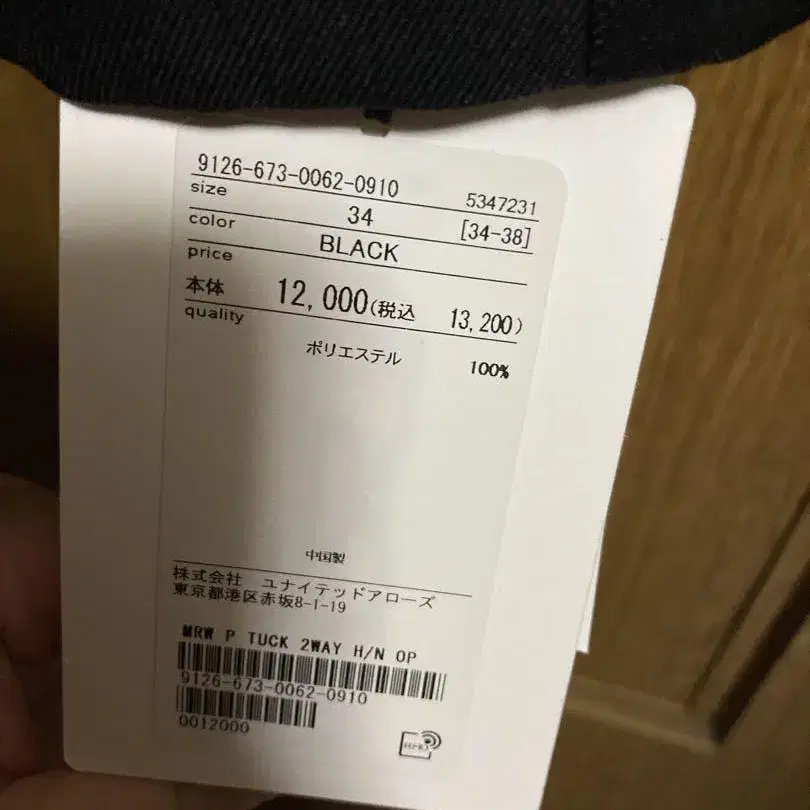 9126-673-0062-0910 5347231
size 34 [34-38]
color BLACK
price
本体 12,000(税込 13,200)
quality
ポリエステル 100%
中国製
株式会社 ユナイテッドアローズ
東京都港区赤坂8-1-19
MRW P TUCK 2WAY H/N OP
9126-673-0062-0910
0012000